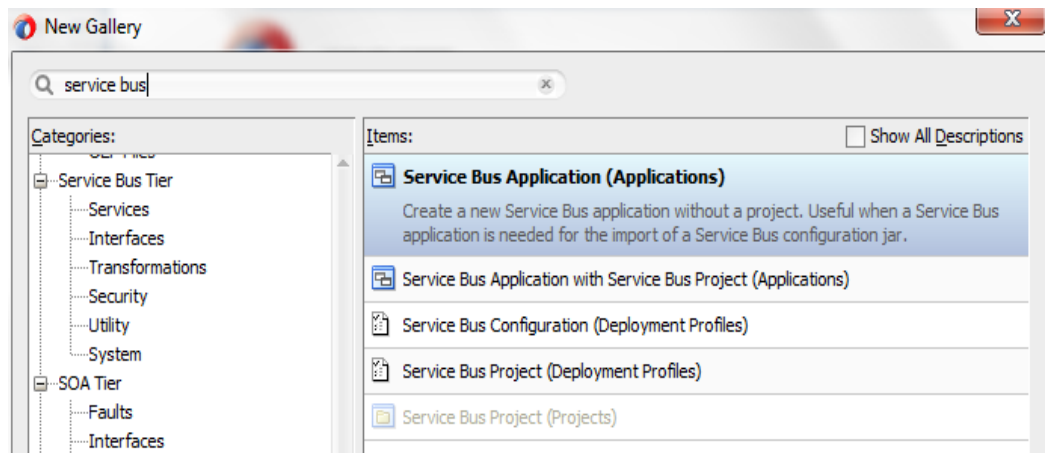 New Gallery
service bus
Categories:
Service Bus Tier
Services
Interfaces
Transformations
Security
Utility
System
SOA Tier
Faults
Interfaces
Items:
Show All Descriptions
Service Bus Application (Applications)
Create a new Service Bus application without a project. Useful when a Service Bus
application is needed for the import of a Service Bus configuration jar.
Service Bus Application with Service Bus Project (Applications)
Service Bus Configuration (Deployment Profiles)
Service Bus Project (Deployment Profiles)
Service Bus Project (Projects)